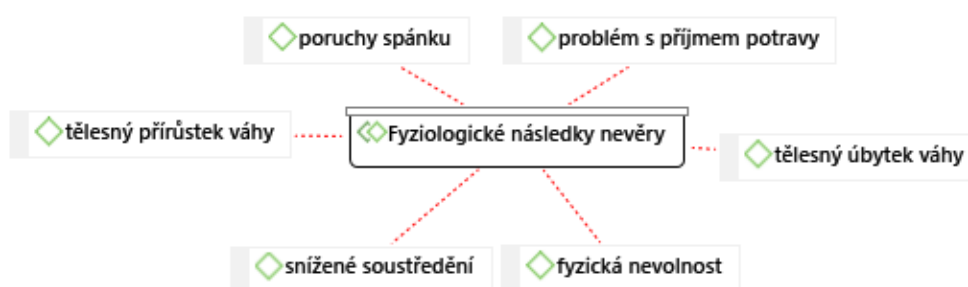 poruchy spánku
problém s příjmem potravy
tělesný přírůstek váhy
Fyziologické následky nevěry
tělesný úbytek váhy
snížené soustředění
fyzická nevolnost